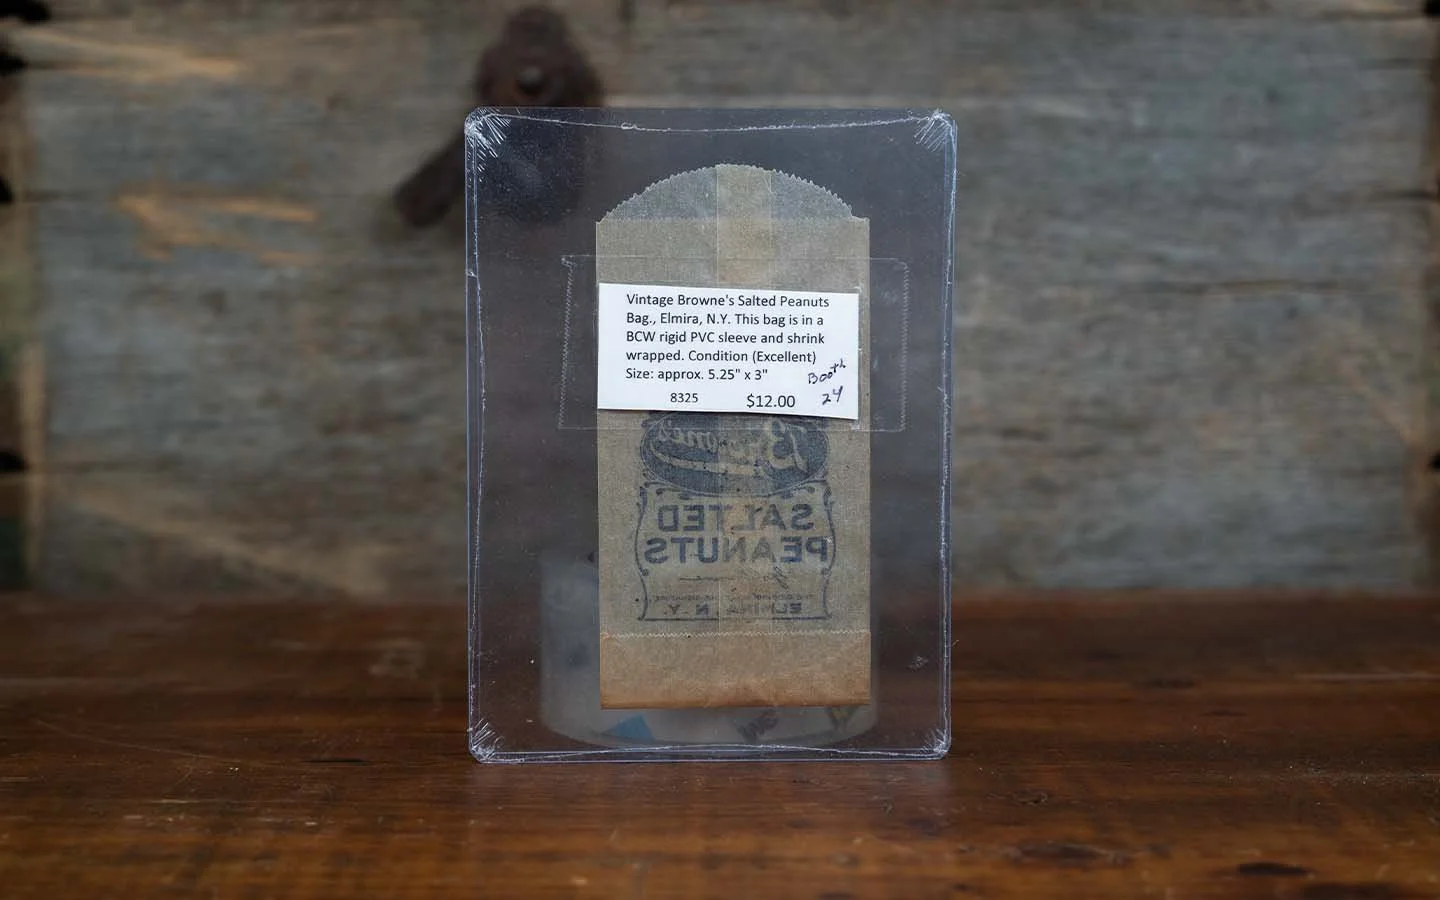 Vintage Browne's Salted Peanuts
Bag., Elmira, N.Y. This bag is in a
BCW rigid PVC sleeve and shrink
wrapped. Condition (Excellent)
Size: approx. 5.25" x 3"
Booth
24
8325 $12.00
Browne's
SALTED
PEANUTS
ELMIRA, N.Y.